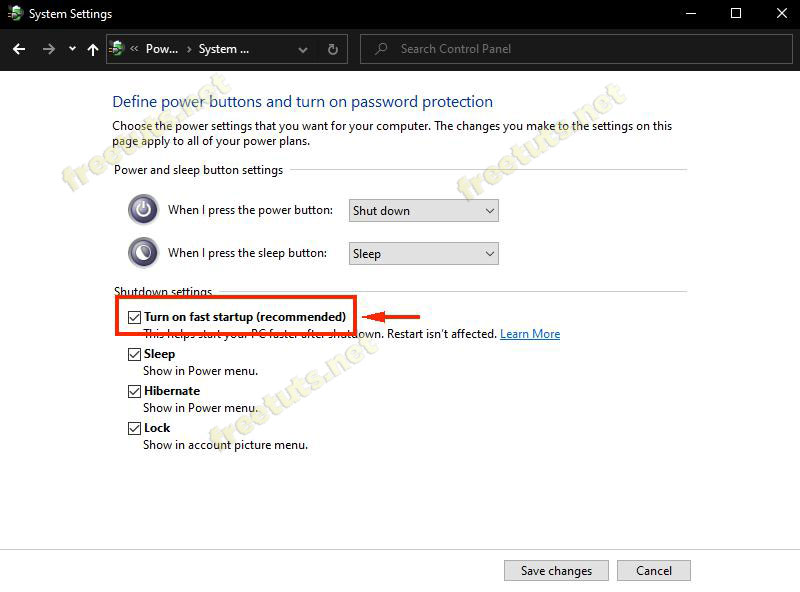 System Settings
« Pow... › System ...
Search Control Panel
Define power buttons and turn on password protection
Choose the power settings that you want for your computer. The changes you make to the settings on this
page apply to all of your power plans.
Power and sleep button settings
When I press the power button: Shut down
When I press the sleep button: Sleep
Shutdown settings
Turn on fast startup (recommended)
This helps start your PC faster after shutdown. Restart isn't affected. Learn More
Sleep
Show in Power menu.
Hibernate
Show in Power menu.
Lock
Show in account picture menu.
Save changes
Cancel
freetuts.net
freetuts.net
freetuts.net